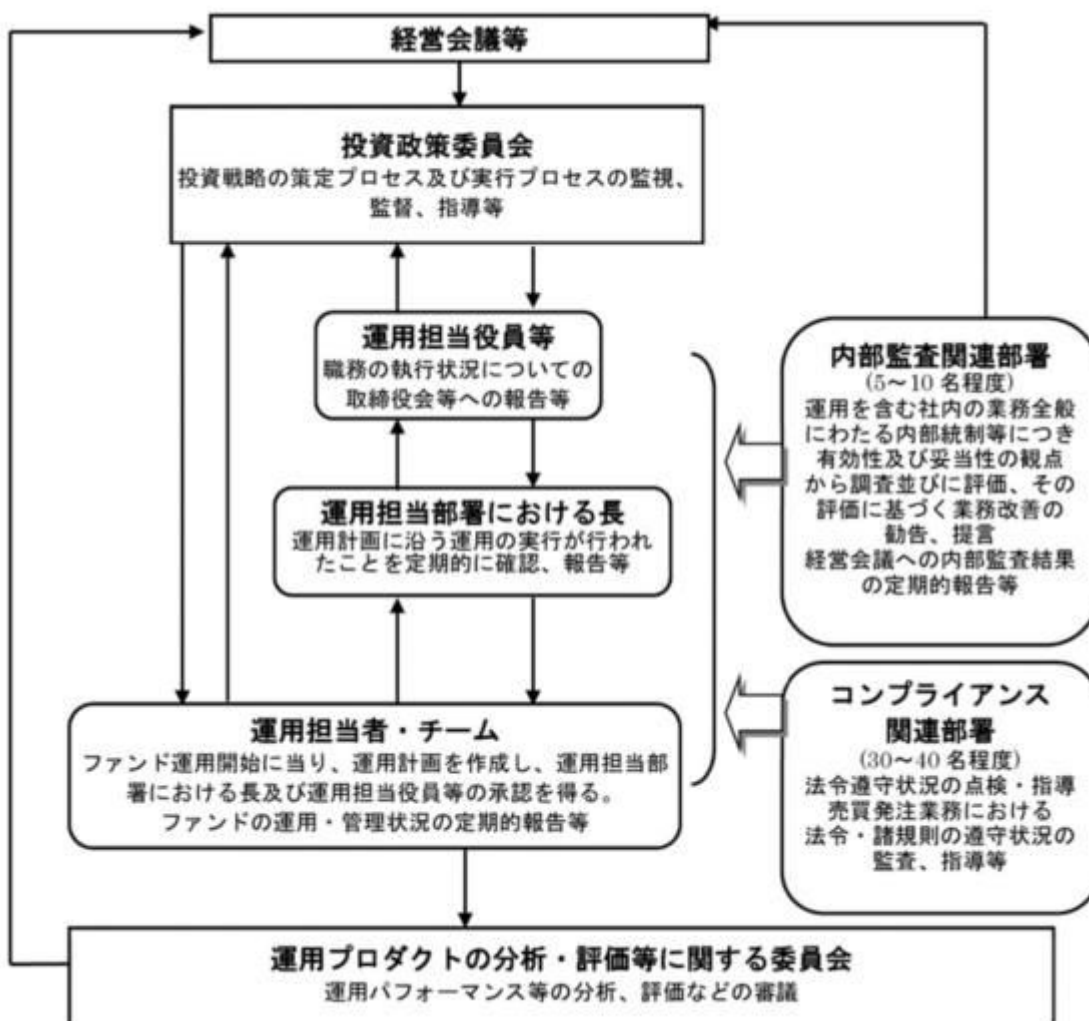 経営会議等
投資政策委員会
投資戦略の策定プロセス及び実行プロセスの監視、
監督、指導等
運用担当役員等
職務の執行状況についての
取締役会等への報告等
運用担当部署における長
運用計画に沿う運用の実行が行われ
たことを定期的に確認、報告等
運用担当者・チーム
ファンド運用開始に当り、運用計画を作成し、運用担当部
署における長及び運用担当役員等の承認を得る。
ファンドの運用・管理状況の定期的報告等
内部監査関連部署
(5～10 名程度)
運用を含む社内の業務全般
にわたる内部統制等につき
有効性及び妥当性の観点
から調査並びに評価、その
評価に基づく業務改善の
勧告、提言
経営会議への内部監査結果
の定期的報告等
コンプライアンス
関連部署
(30～40 名程度)
法令遵守状況の点検・指導
売買発注業務における
法令・諸規則の遵守状況の
監査、指導等
運用プロダクトの分析・評価等に関する委員会
運用パフォーマンス等の分析、評価などの審議